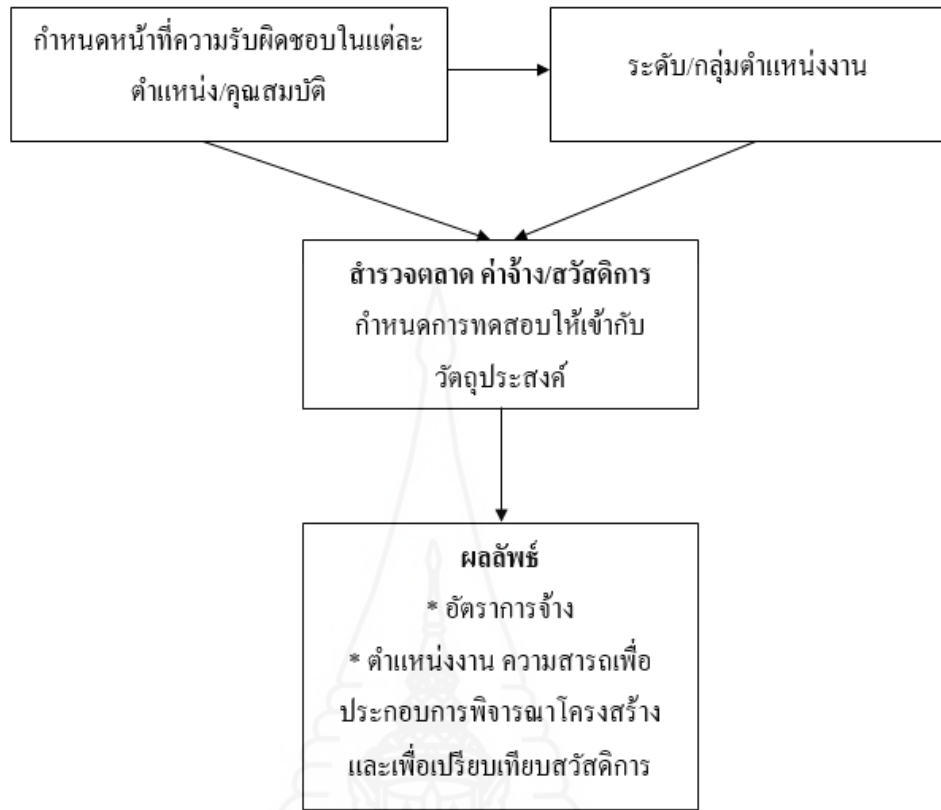 กำหนดหน้าที่ความรับผิดชอบในแต่ละ
ตำแหน่ง/คุณสมบัติ
ระดับ/กลุ่มตำแหน่งงาน
สำรวจตลาด ค่าจ้าง/สวัสดิการ
กำหนดการทดสอบให้เข้ากับ
วัตถุประสงค์
ผลลัพธ์
* อัตราการจ้าง
* ตำแหน่งงาน ความสารถเพื่อ
ประกอบการพิจารณาโครงสร้าง
และเพื่อเปรียบเทียบสวัสดิการ